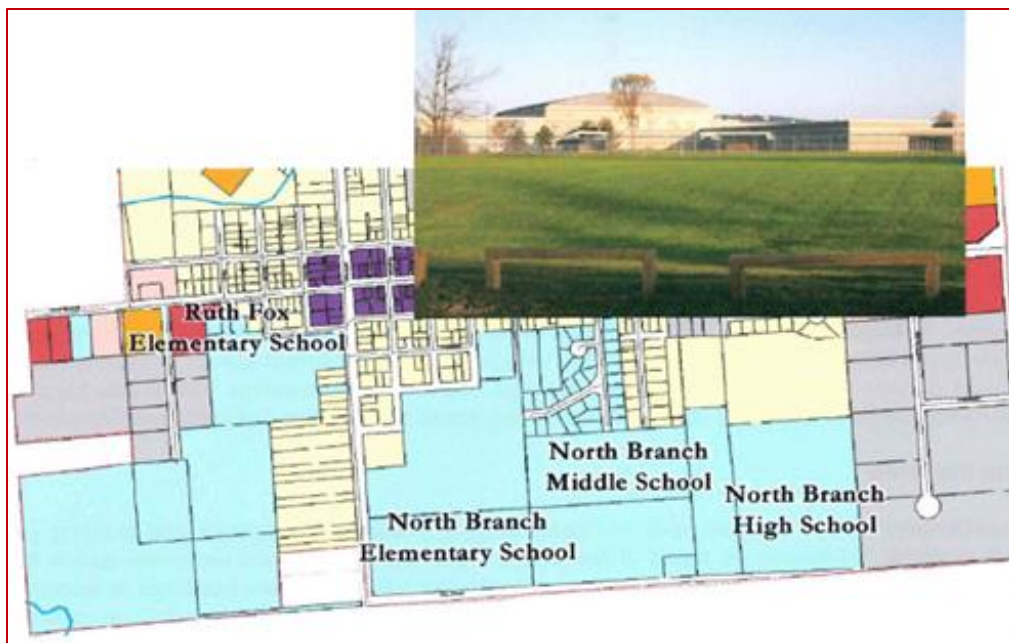 Ruth Fox
Elementary School
North Branch
Middle School
North Branch
High School
North Branch
Elementary School